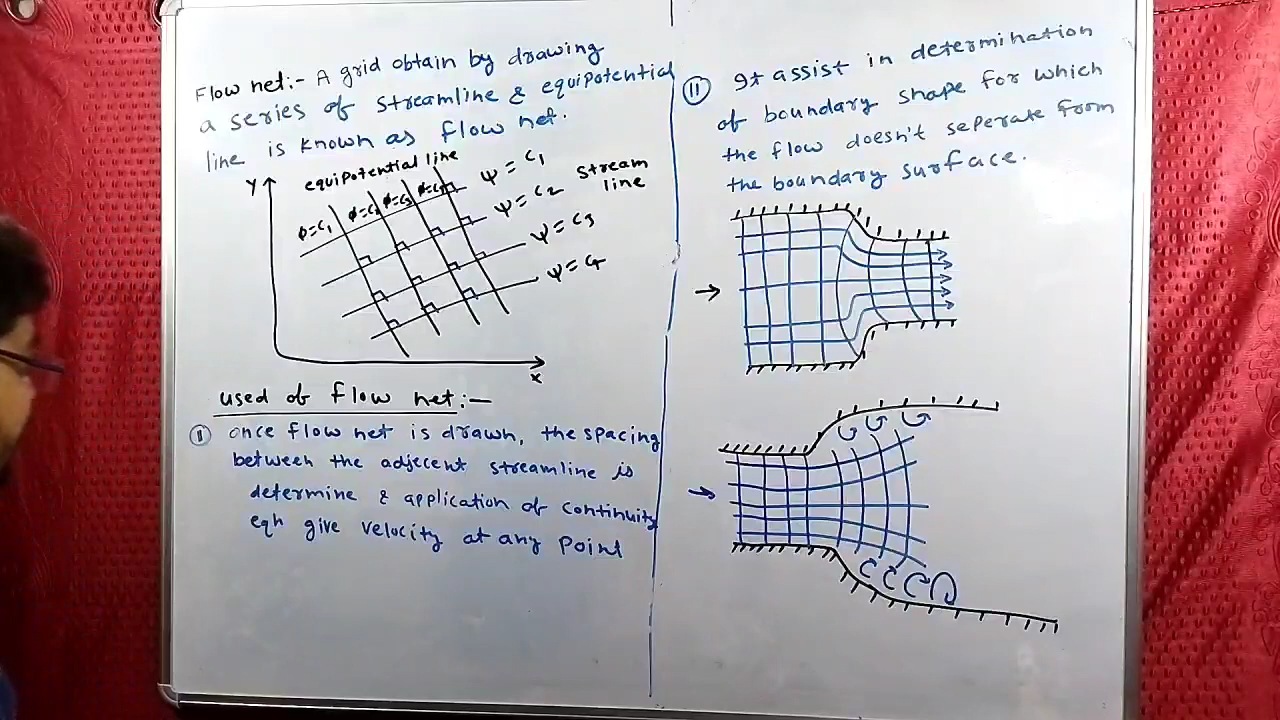 Flow net:- A grid obtain by drawing
a series of streamline & equipotential
line is known as flow net.
Y
equipotential line
ϕ=C1
ϕ=C2
ϕ=C3
ψ = C1
ψ = C2
stream
line
ψ = C3
ψ = C4
X
used of flow net:-
once flow net is drawn, the spacing
between the adjecent streamline is
determine & application of continuity
eqn give velocity at any point
II It assist in determination
of boundary shape for which
the flow doesn't seperate from
the boundary surface.